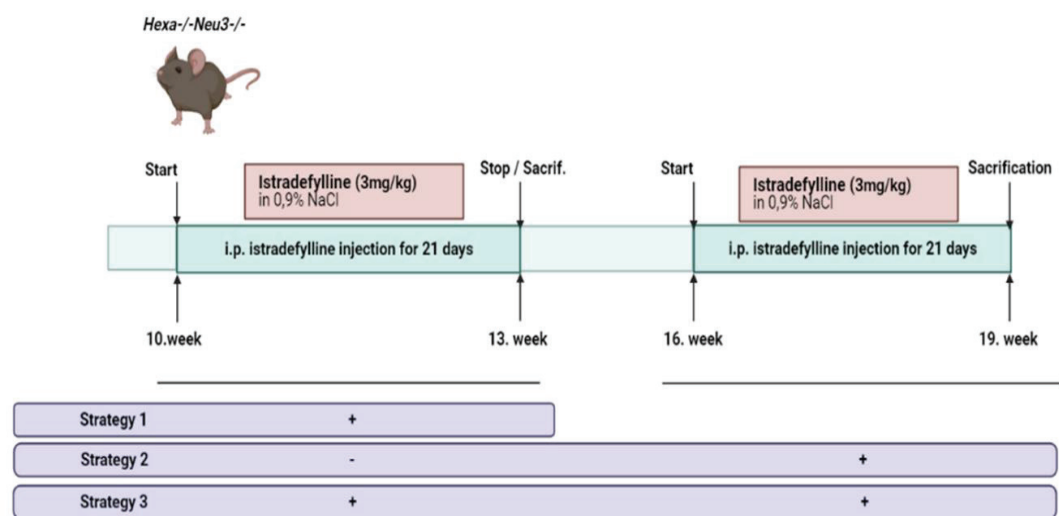 Hexa-/-Neu3-/-
Start
Istradefylline (3mg/kg)
in 0,9% NaCl
Stop / Sacrif.
Start
Istradefylline (3mg/kg)
in 0,9% NaCl
Sacrification
i.p. istradefylline injection for 21 days
i.p. istradefylline injection for 21 days
10.week
13. week
16. week
19. week
Strategy 1 +
Strategy 2 - +
Strategy 3 + +